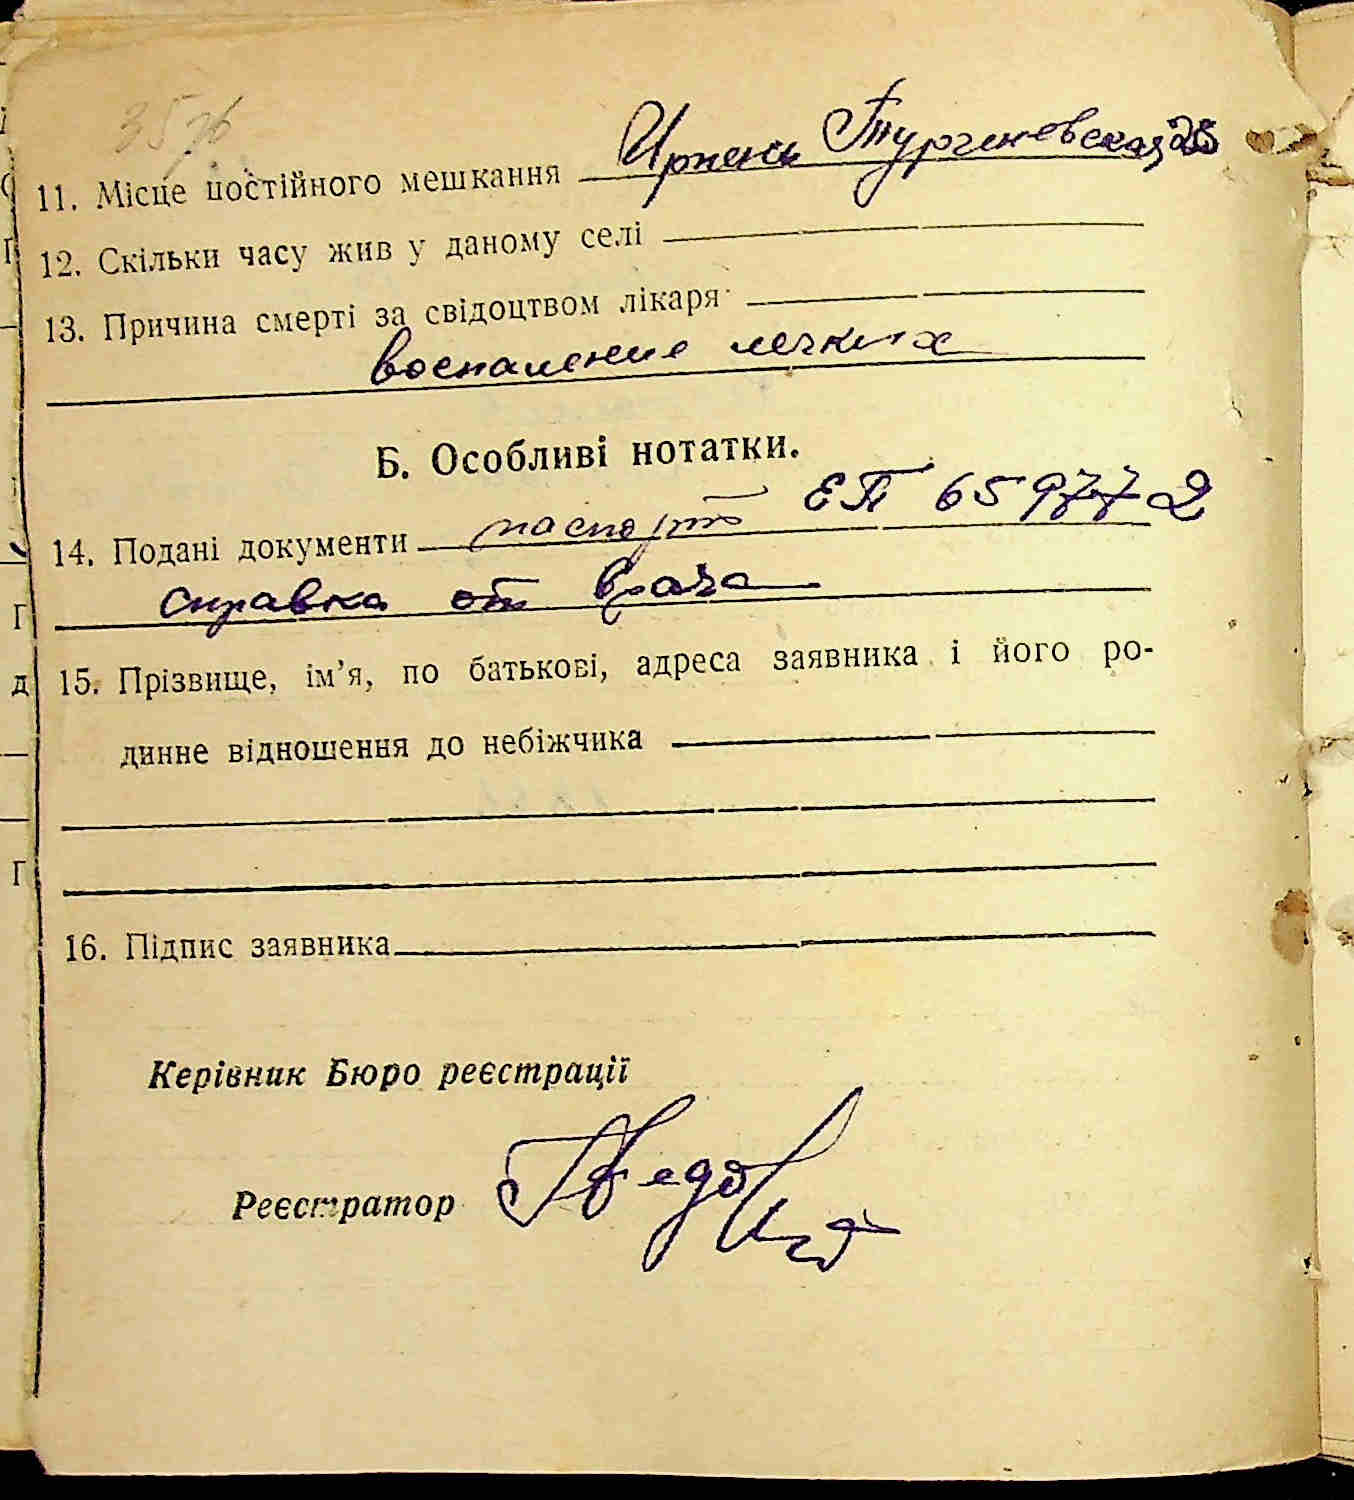 35
11. Місце постійного мешкання Ирпень Тургеневская 25
12. Скільки часу жив у даному селі
13. Причина смерті за свідоцтвом лікаря
воспаление легких
Б. Особливі нотатки.
14. Подані документи паспорт ЕП 659772
справка от врача
15. Прізвище, ім’я, по батькові, адреса заявника і його ро-
динне відношення до небіжчика
16. Підпис заявника
Керівник Бюро реєстрації
Реєстратор